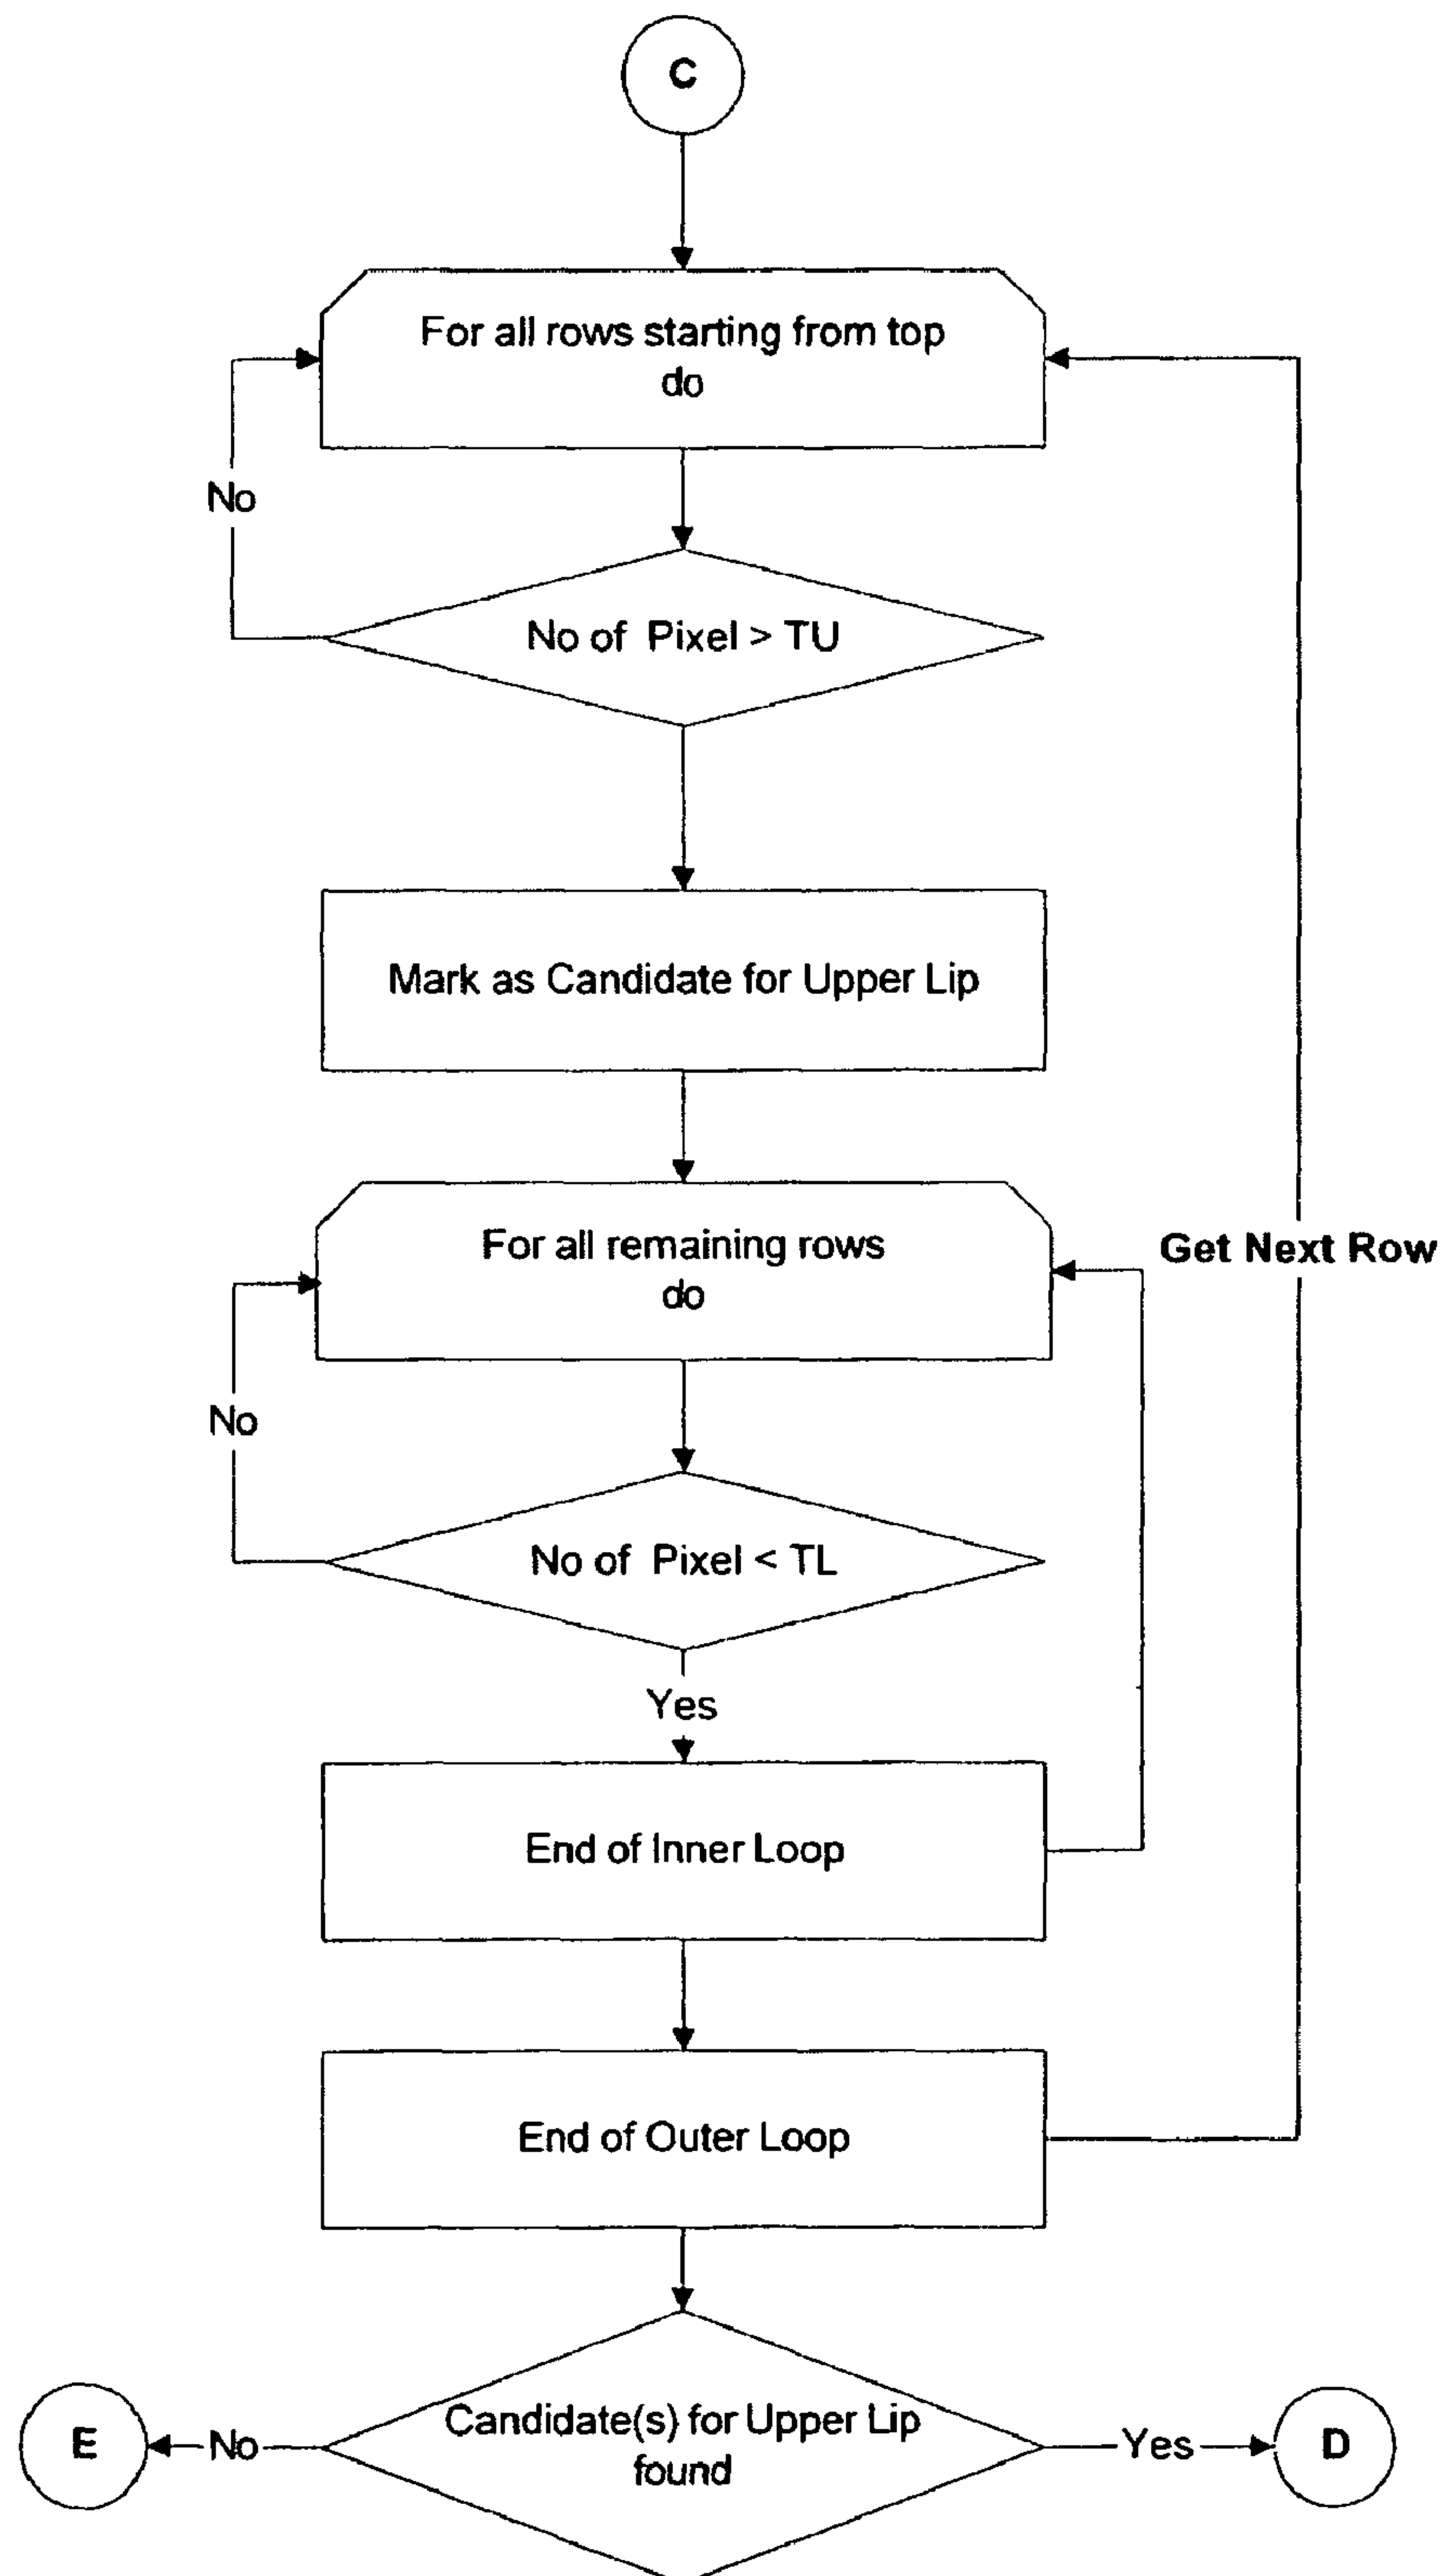 C
For all rows starting from top
do
No
No of Pixel > TU
Mark as Candidate for Upper Lip
For all remaining rows
do
Get Next Row
No
No of Pixel < TL
Yes
End of Inner Loop
End of Outer Loop
Candidate(s) for Upper Lip
found
E
No
Yes
D